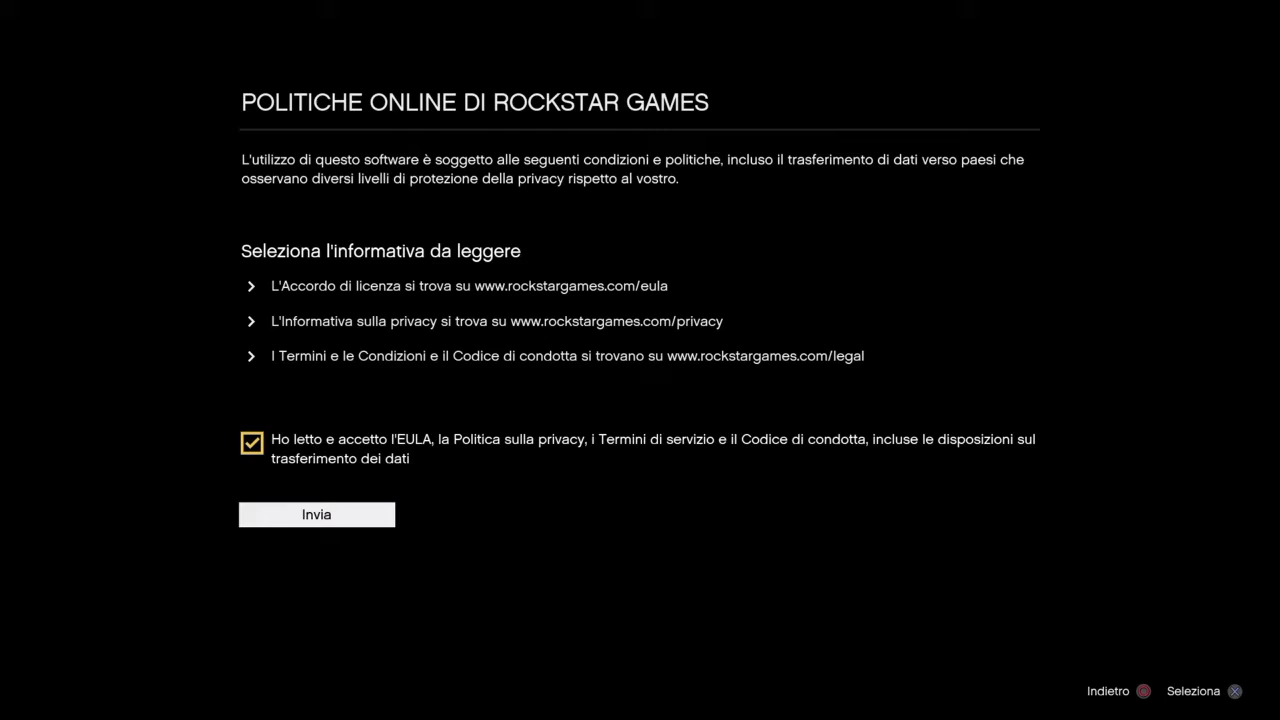 POLITICHE ONLINE DI ROCKSTAR GAMES
L'utilizzo di questo software è soggetto alle seguenti condizioni e politiche, incluso il trasferimento di dati verso paesi che
osservano diversi livelli di protezione della privacy rispetto al vostro.
Seleziona l'informativa da leggere
L'Accordo di licenza si trova su www.rockstargames.com/eula
L'Informativa sulla privacy si trova su www.rockstargames.com/privacy
I Termini e le Condizioni e il Codice di condotta si trovano su www.rockstargames.com/legal
Ho letto e accetto l'EULA, la Politica sulla privacy, i Termini di servizio e il Codice di condotta, incluse le disposizioni sul
trasferimento dei dati
Invia
Indietro Seleziona